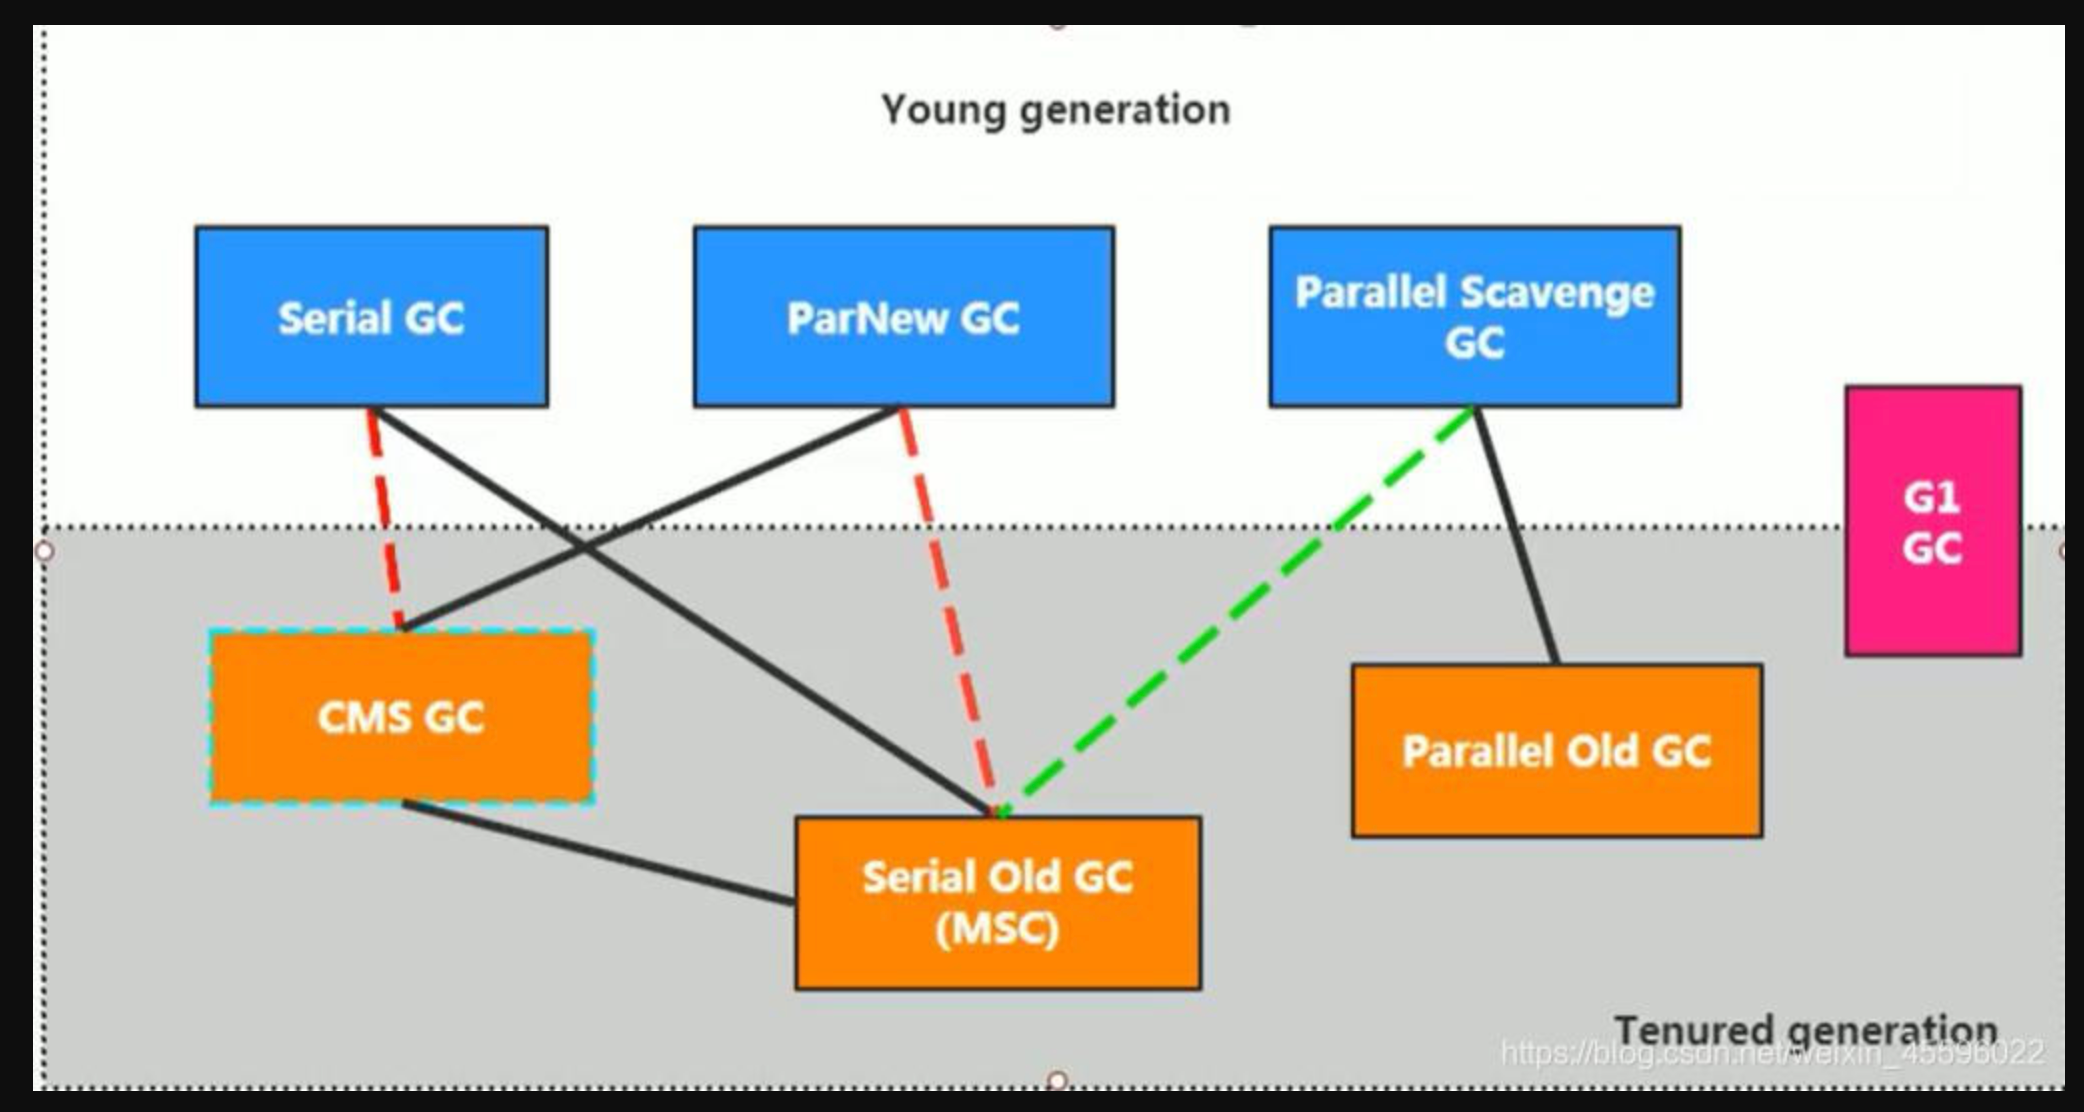 Young generation
Serial GC
ParNew GC
Parallel Scavenge
GC
G1
GC
CMS GC
Parallel Old GC
Serial Old GC
(MSC)
Tenured generation
https://blog.csdn.net/weixin_45596022